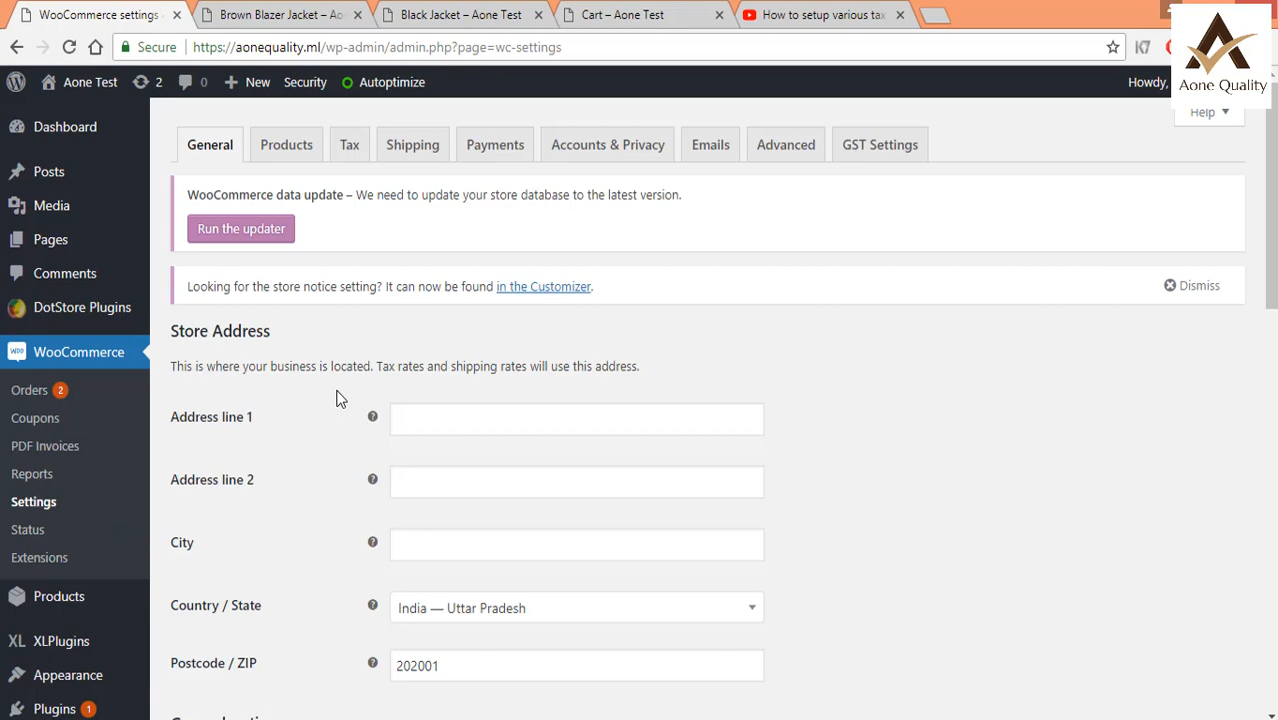 WooCommerce settings
Brown Blazer Jacket – A
Black Jacket – Aone Test
Cart – Aone Test
How to setup various tax
Secure
https://aonequality.ml/wp-admin/admin.php?page=wc-settings
K7
Aone Quality
Aone Test
2
0
New
Security
Autoptimize
Howdy,
Help
Dashboard
Posts
Media
Pages
Comments
DotStore Plugins
WooCommerce
Orders 2
Coupons
PDF Invoices
Reports
Settings
Status
Extensions
Products
XL XLPlugins
Appearance
Plugins 1
General
Products
Tax
Shipping
Payments
Accounts & Privacy
Emails
Advanced
GST Settings
WooCommerce data update – We need to update your store database to the latest version.
Run the updater
Looking for the store notice setting? It can now be found in the Customizer.
Dismiss
Store Address
This is where your business is located. Tax rates and shipping rates will use this address.
Address line 1
Address line 2
City
Country / State
India — Uttar Pradesh
Postcode / ZIP
202001